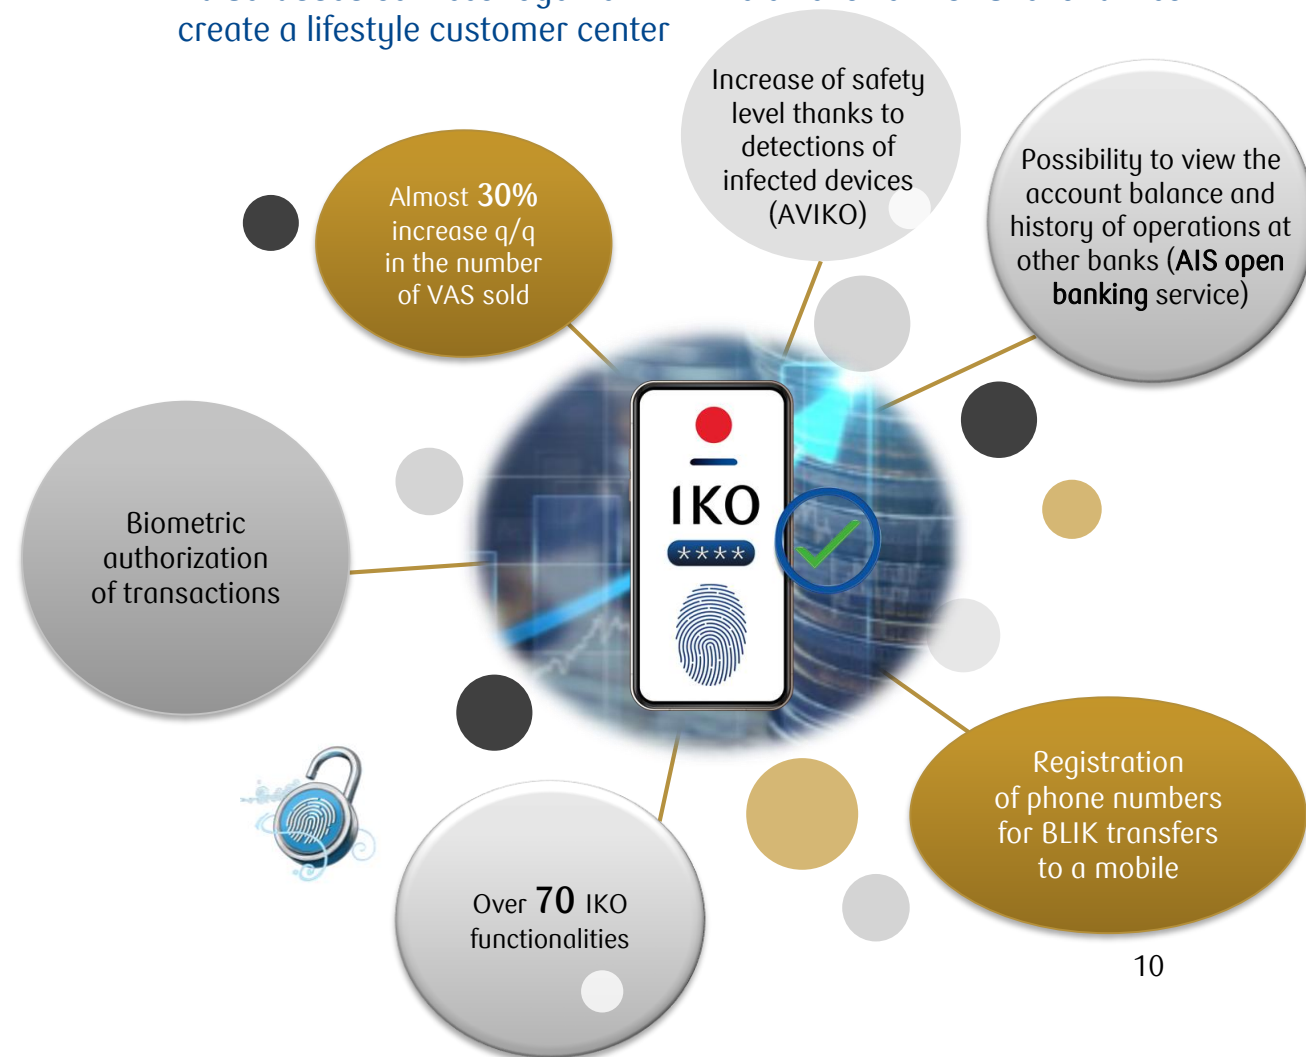 create a lifestyle customer center
Increase of safety
level thanks to
detections of
infected devices
(AVIKO)
Possibility to view the
account balance and
history of operations at
other banks (AIS open
banking service)
Almost 30%
increase q/q
in the number
of VAS sold
IKO
****
Biometric
authorization
of transactions
Registration
of phone numbers
for BLIK transfers
to a mobile
Over 70 IKO
functionalities
10